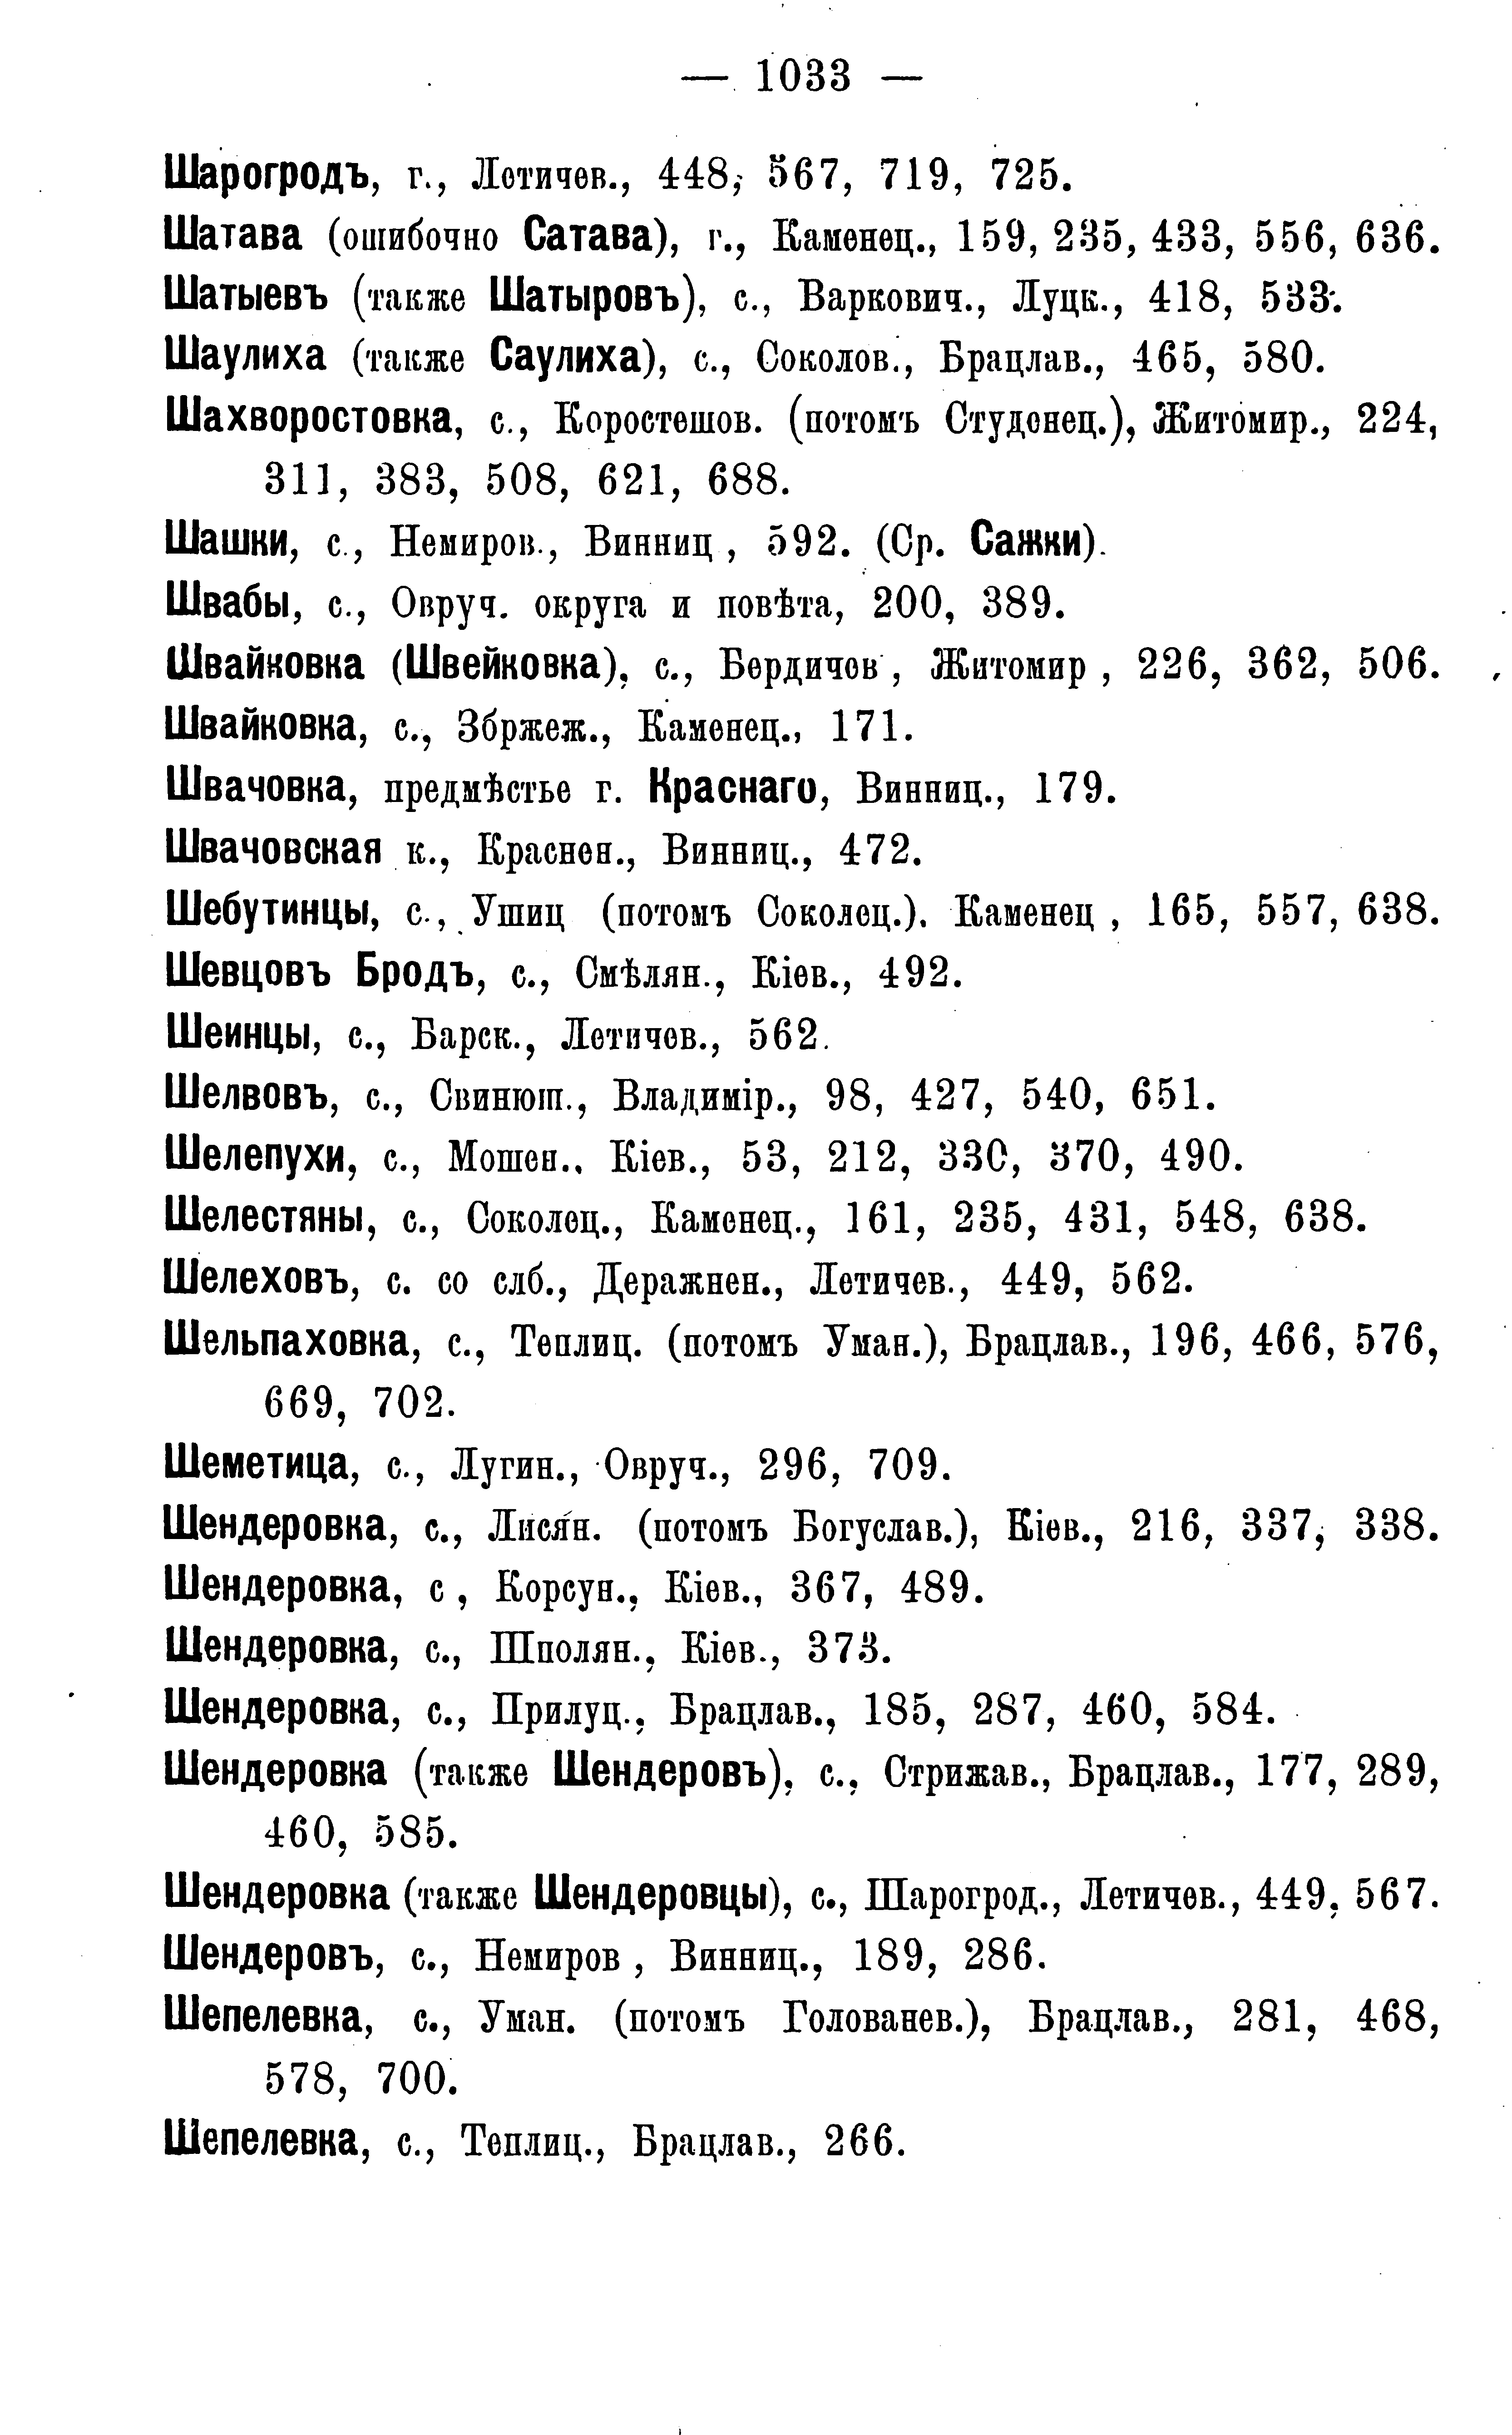 — 1033 —
Шарогродъ, г., Летичев., 448, 567, 719, 725.
Шатава (ошибочно Сатава), г., Каменец., 159, 235, 433, 556, 636.
Шатыевъ (также Шатыровъ), с., Варкович., Луцк., 418, 533.
Шаулиха (также Саулиха), с., Соколов., Брацлав., 465, 580.
Шахворостовка, с., Коростешов. (потомъ Студенец.), Житомир., 224,
311, 383, 508, 621, 688.
Шашки, с., Немиров., Винниц , 592. (Ср. Сажки).
Швабы, с., Овруч. округа и повѣта, 200, 389.
Швайковка (Швейковка), с., Бердичев , Житомир , 226, 362, 506.
Швайковка, с., Збржеж., Каменец., 171.
Швачовка, предмѣстье г. Краснаго, Винниц., 179.
Швачовская к., Краснен., Винниц., 472.
Шебутинцы, с., Ушиц (потомъ Соколец.). Каменец , 165, 557, 638.
Шевцовъ Бродъ, с., Смѣлян., Кіев., 492.
Шеинцы, с., Барск., Летичев., 562.
Шелвовъ, с., Свинюш., Владимір., 98, 427, 540, 651.
Шелепухи, с., Мошен., Кіев., 53, 212, 330, 370, 490.
Шелестяны, с., Соколец., Каменец., 161, 235, 431, 548, 638.
Шелеховъ, с. со слб., Деражнен., Летичев., 449, 562.
Шельпаховка, с., Теплиц. (потомъ Уман.), Брацлав., 196, 466, 576,
669, 702.
Шеметица, с., Лугин., Овруч., 296, 709.
Шендеровка, с., Лисян. (потомъ Богуслав.), Кіев., 216, 337, 338.
Шендеровка, с , Корсун., Кіев., 367, 489.
Шендеровка, с., Шполян., Кіев., 373.
Шендеровка, с., Прилуц., Брацлав., 185, 287, 460, 584.
Шендеровка (также Шендеровъ), с., Стрижав., Брацлав., 177, 289,
460, 585.
Шендеровка (также Шендеровцы), с., Шарогрод., Летичев., 449, 567.
Шендеровъ, с., Немиров , Винниц., 189, 286.
Шепелевка, с., Уман. (потомъ Голованев.), Брацлав., 281, 468,
578, 700.
Шепелевка, с., Теплиц., Брацлав., 266.